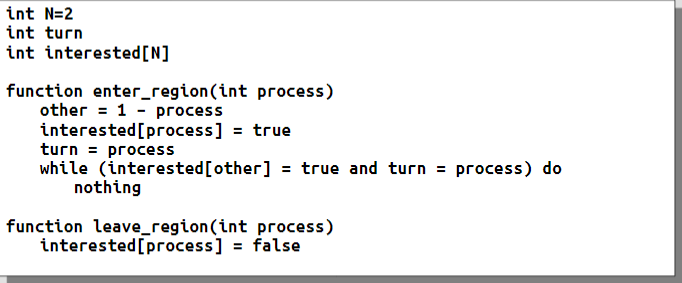 int N=2
int turn
int interested[N]
function enter_region(int process)
other = 1 - process
interested[process] = true
turn = process
while (interested[other] = true and turn = process) do
nothing
function leave_region(int process)
interested[process] = false